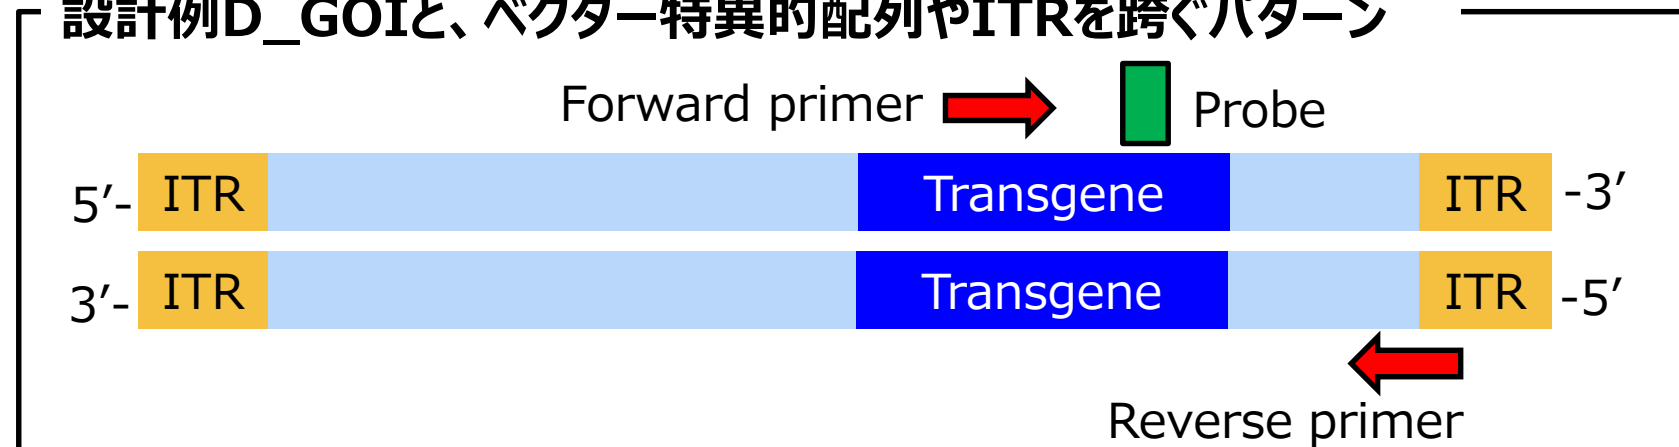 設計例D_GOIと、ベクター特異的配列やITRを跨ぐパターン
Forward primer
Probe
5′- ITR Transgene ITR -3′
3′- ITR Transgene ITR -5′
Reverse primer